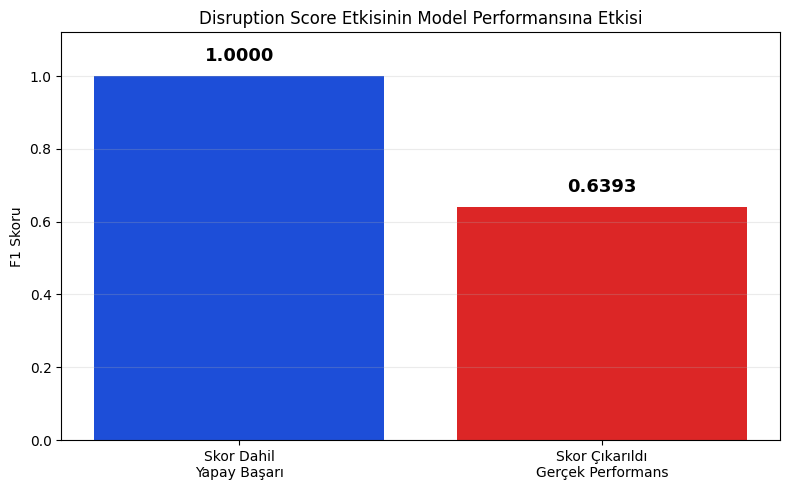 Disruption Score Etkisinin Model Performansına Etkisi
1.0000
0.6393
F1 Skoru
1.0
0.8
0.6
0.4
0.2
0.0
Skor Dahil
Yapay Başarı
Skor Çıkarıldı
Gerçek Performans